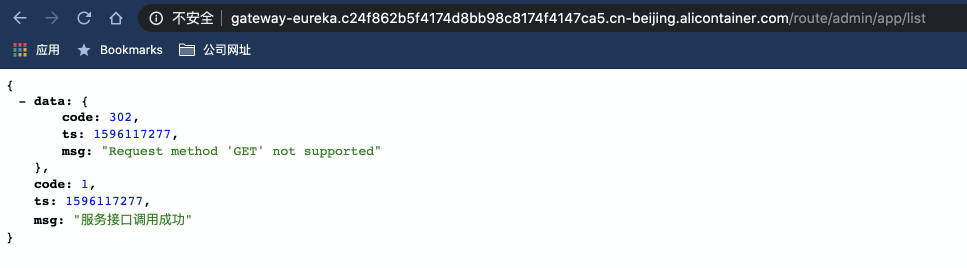 不安全 gateway-eureka.c24f862b5f4174d8bb98c8174f4147ca5.cn-beijing.alicontainer.com/route/admin/app/list
应用 Bookmarks 公司网址
{
– data: {
code: 302,
ts: 1596117277,
msg: "Request method 'GET' not supported"
},
code: 1,
ts: 1596117277,
msg: "服务接口调用成功"
}